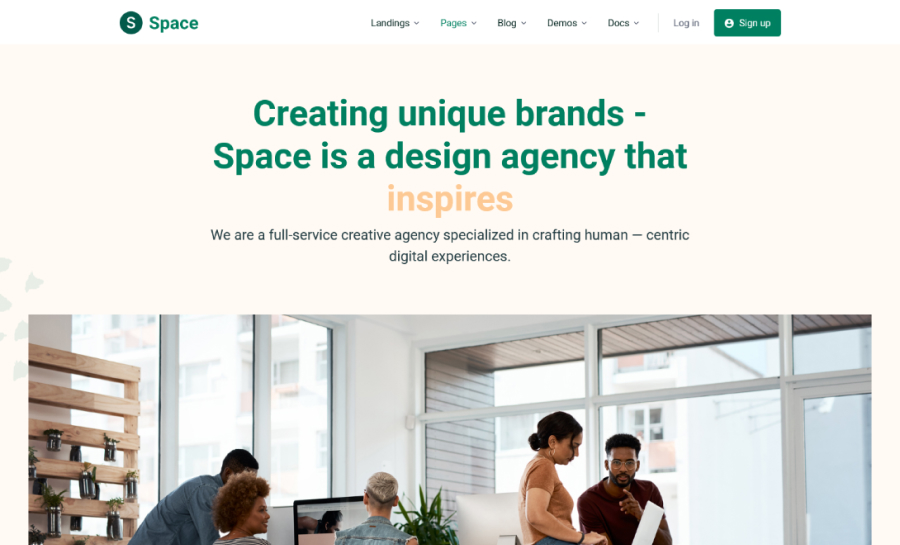 S Space
Landings Pages Blog Demos Docs Log in Sign up
Creating unique brands -
Space is a design agency that
inspires
We are a full-service creative agency specialized in crafting human — centric
digital experiences.